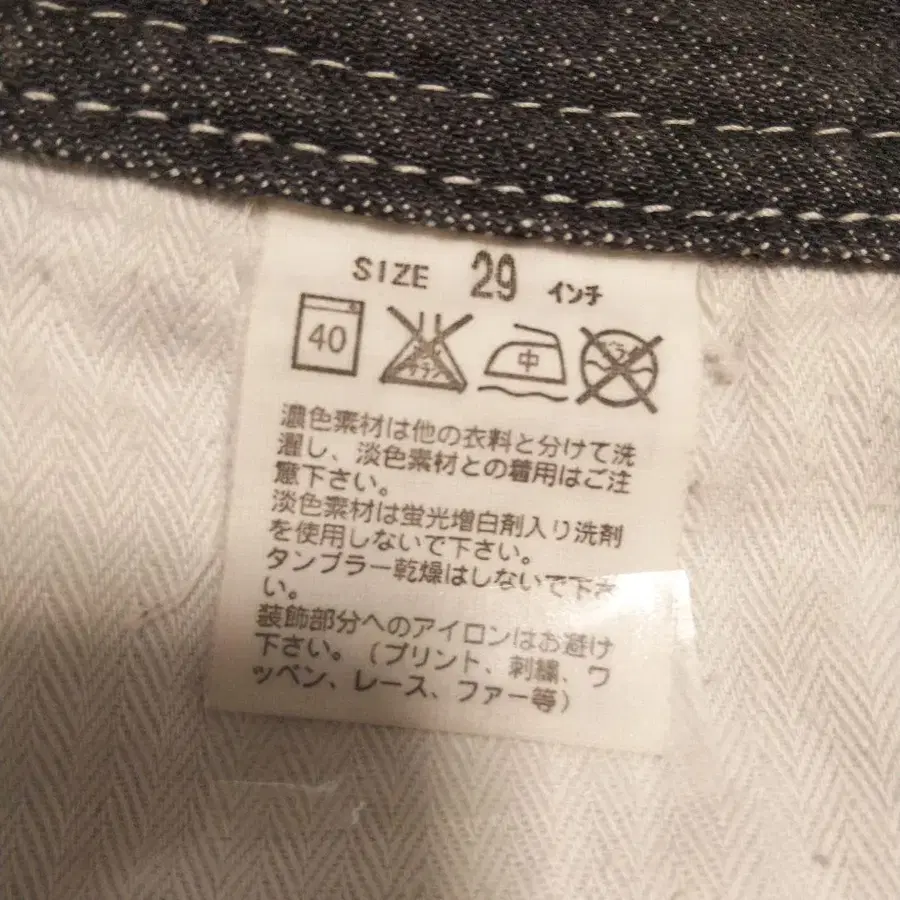 SIZE 29 インチ
40 中
濃色素材は他の衣料と分けて洗
濯し、淡色素材との着用はご注
意下さい。
淡色素材は蛍光増白剤入り洗剤
を使用しないで下さい。
タンブラー乾燥はしないで下さ
い。
装飾部分へのアイロンはお避け
下さい。(プリント、刺繍、ワ
ッペン、レース、ファー等)